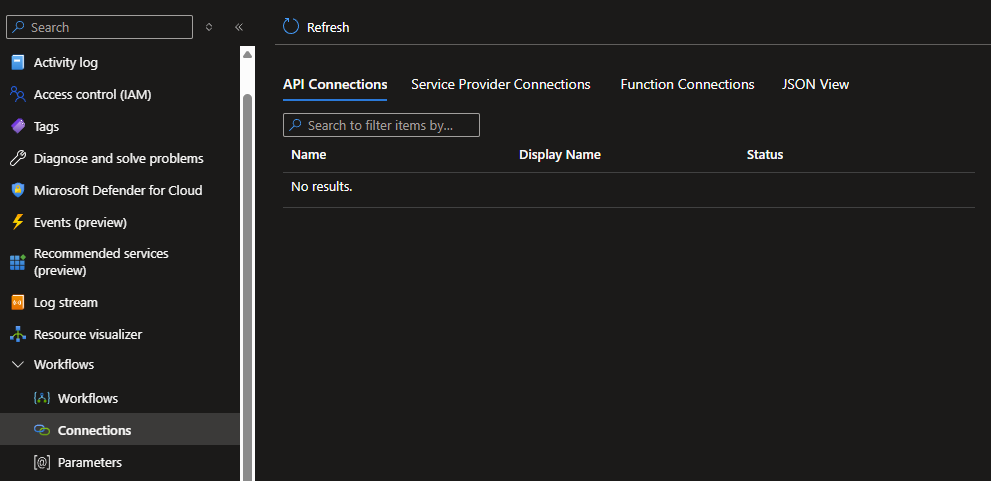 Search
Refresh
Activity log
Access control (IAM)
Tags
Diagnose and solve problems
Microsoft Defender for Cloud
Events (preview)
Recommended services
(preview)
Log stream
Resource visualizer
Workflows
Workflows
Connections
[@] Parameters
API Connections Service Provider Connections Function Connections JSON View
Search to filter items by...
Name Display Name Status
No results.